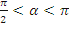 π/2 < α < π